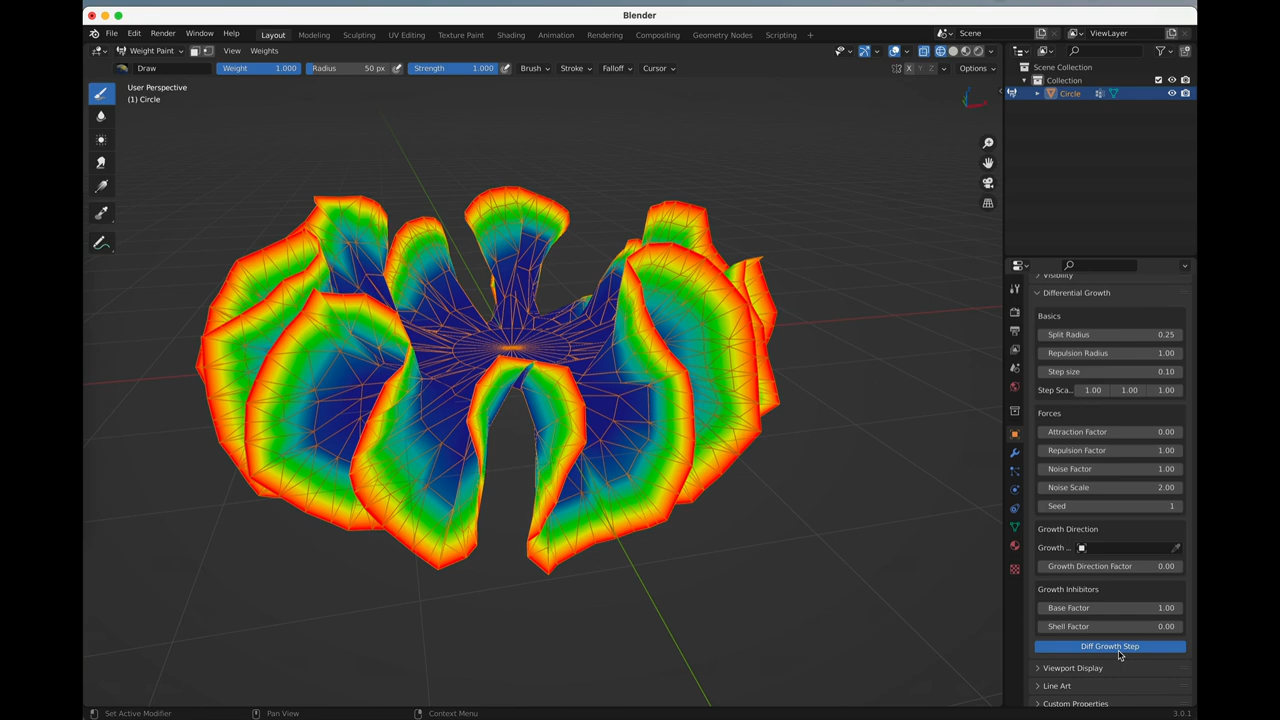 Blender
File Edit Render Window Help Layout Modeling Sculpting UV Editing Texture Paint Shading Animation Rendering Compositing Geometry Nodes Scripting + Scene ViewLayer
Weight Paint View Weights
Draw Weight 1.000 Radius 50 px Strength 1.000 Brush Stroke Falloff Cursor X Y Z Options
User Perspective
(1) Circle
Scene Collection
Collection
Circle
Visibility
Differential Growth
Basics
Split Radius 0.25
Repulsion Radius 1.00
Step size 0.10
Step Sca... 1.00 1.00 1.00
Forces
Attraction Factor 0.00
Repulsion Factor 1.00
Noise Factor 1.00
Noise Scale 2.00
Seed 1
Growth Direction
Growth ...
Growth Direction Factor 0.00
Growth Inhibitors
Base Factor 1.00
Shell Factor 0.00
Diff Growth Step
Viewport Display
Line Art
Custom Properties
Set Active Modifier Pan View Context Menu 3.0.1